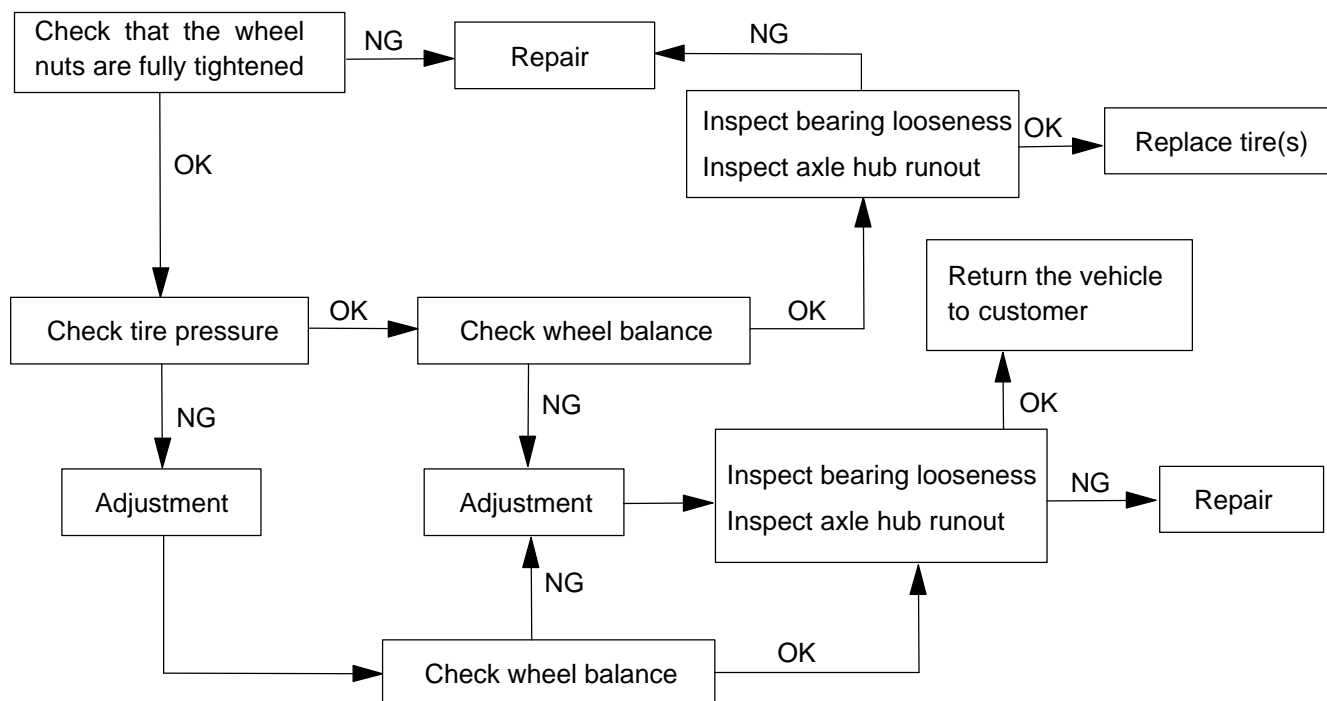 Check that the wheel
nuts are fully tightened
NG
Repair
NG
Inspect bearing looseness
Inspect axle hub runout
OK
Replace tire(s)
OK
Return the vehicle
to customer
Check tire pressure
OK
Check wheel balance
OK
NG
NG
OK
Adjustment
Adjustment
Inspect bearing looseness
Inspect axle hub runout
NG
Repair
NG
Check wheel balance
OK